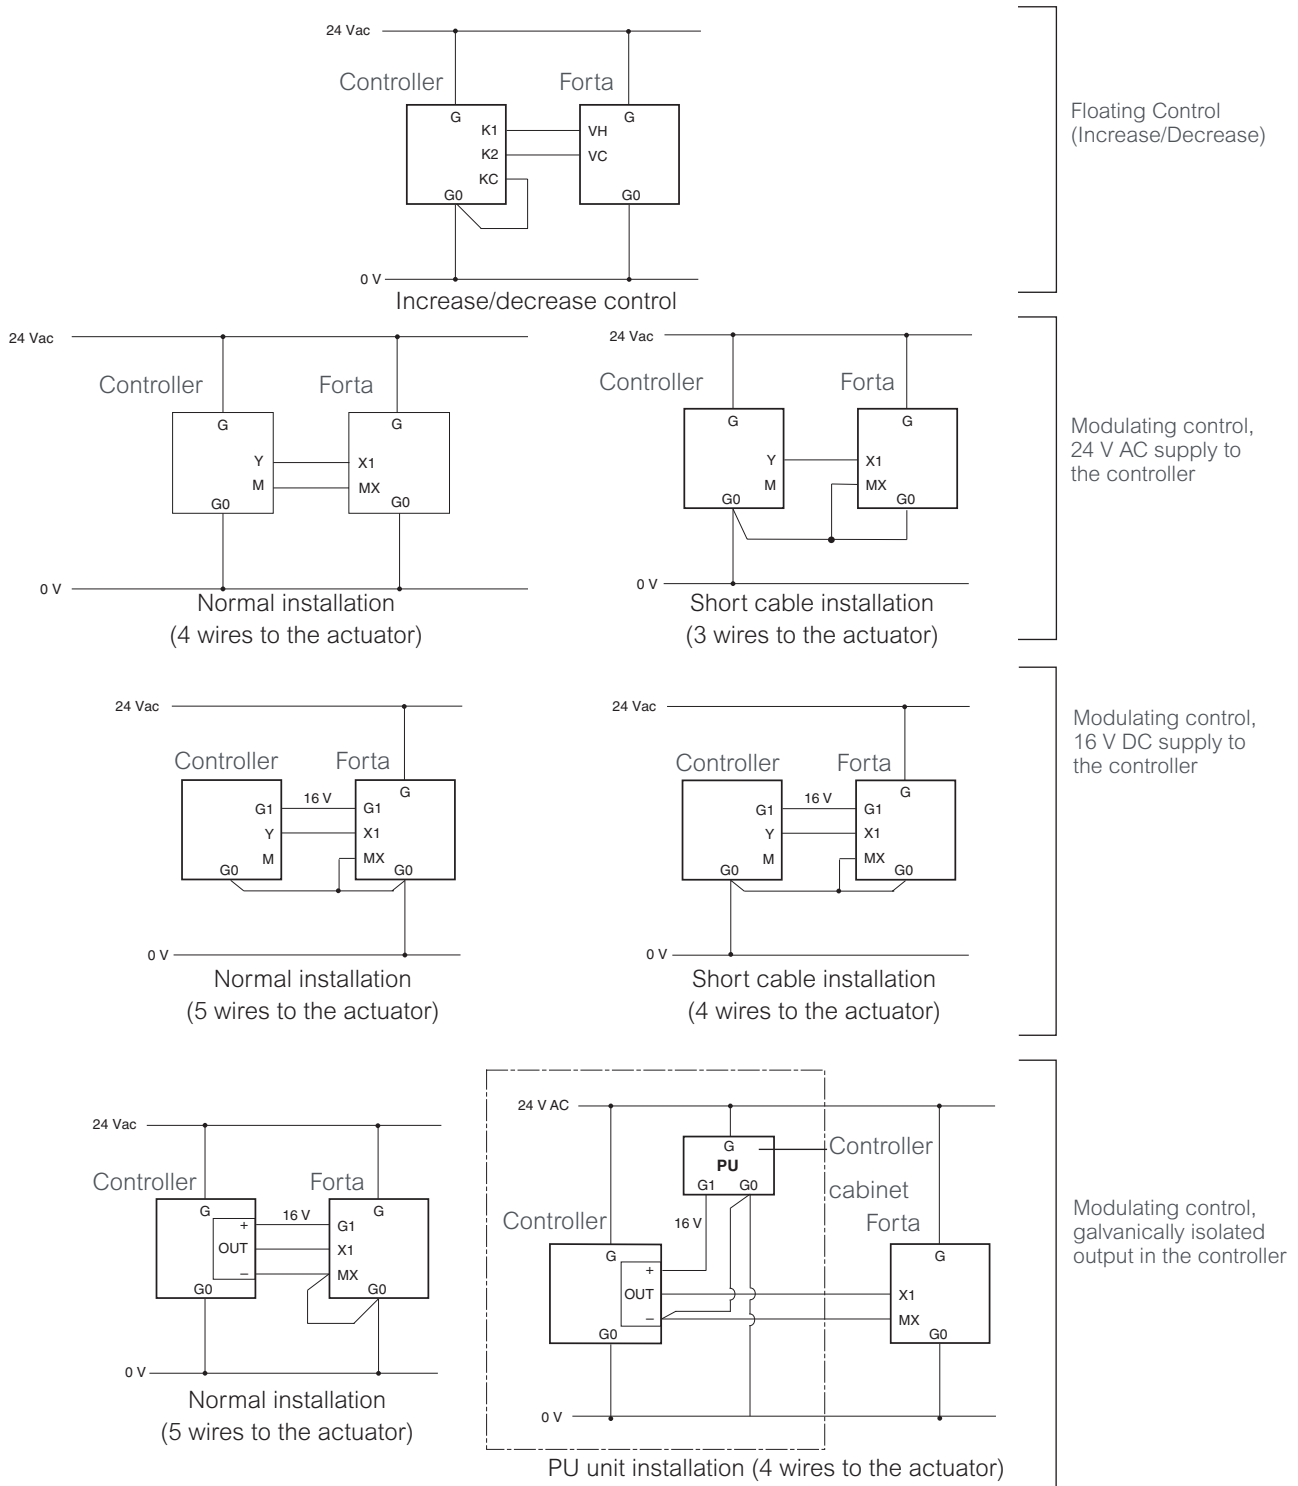 24 Vac
Controller
Forta
G
G
K1
VH
K2
VC
KC
G0
G0
0 V
Increase/decrease control
Floating Control
(Increase/Decrease)
24 Vac
Controller
Forta
G
G
Y
X1
M
MX
G0
G0
0 V
Normal installation
(4 wires to the actuator)
24 Vac
Controller
Forta
G
G
Y
X1
M
MX
G0
G0
0 V
Short cable installation
(3 wires to the actuator)
Modulating control,
24 V AC supply to
the controller
24 Vac
Controller
Forta
G
G1
16 V
G1
Y
X1
M
MX
G0
G0
0 V
Normal installation
(5 wires to the actuator)
24 Vac
Controller
Forta
G
G1
16 V
G1
Y
X1
M
MX
G0
G0
0 V
Short cable installation
(4 wires to the actuator)
Modulating control,
16 V DC supply to
the controller
24 Vac
Controller
Forta
G
G
+
16 V
G1
OUT
X1
–
MX
G0
G0
0 V
Normal installation
(5 wires to the actuator)
24 V AC
G
PU
G1
G0
Controller
cabinet
Controller
16 V
Forta
G
G
+
OUT
X1
–
MX
G0
G0
0 V
PU unit installation (4 wires to the actuator)
Modulating control,
galvanically isolated
output in the controller